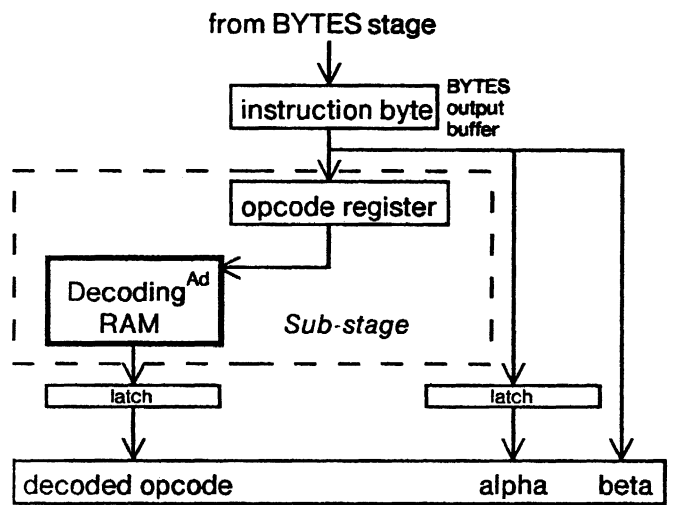 from BYTES stage
instruction byte
BYTES
output
buffer
opcode register
Decoding Ad
RAM
Sub-stage
latch
latch
decoded opcode
alpha
beta